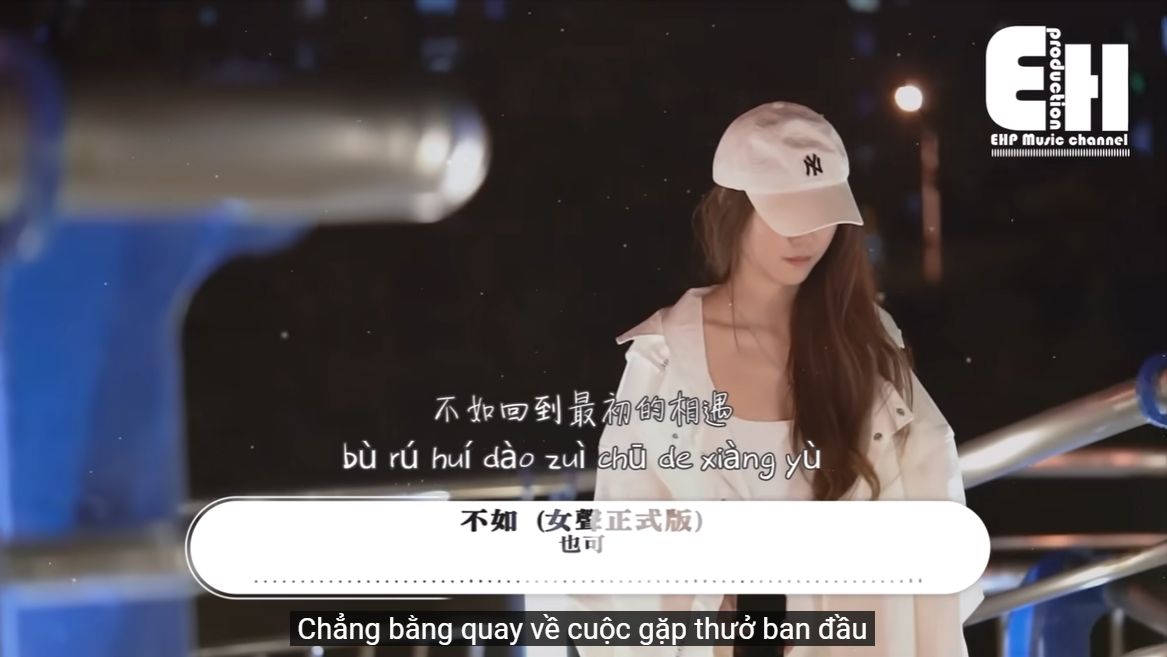 EH
production
EHP Music channel
NY
不如回到最初的相遇
bù rú huí dào zuì chū de xiàng yù
不如 (女聲正式版)
也可
Chẳng bằng quay về cuộc gặp thưở ban đầu